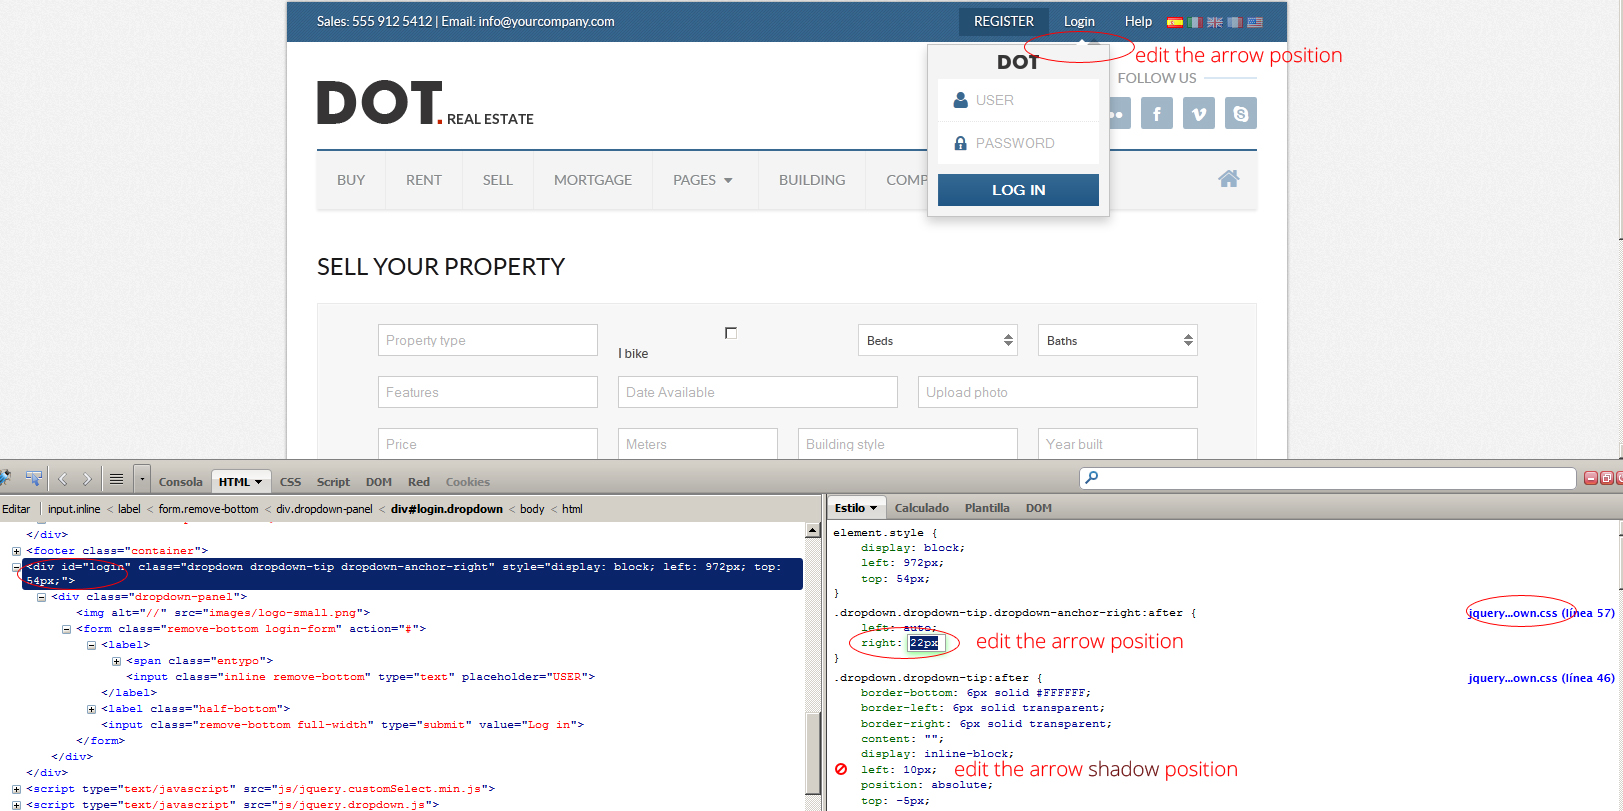 Sales: 555 912 5412 | Email: info@yourcompany.com
REGISTER Login Help
edit the arrow position
DOT
USER
PASSWORD
LOG IN
FOLLOW US
DOT. REAL ESTATE
BUY RENT SELL MORTGAGE PAGES BUILDING COMP
SELL YOUR PROPERTY
Property type
I bike
Beds
Baths
Features
Date Available
Upload photo
Price
Meters
Building style
Year built
Consola HTML CSS Script DOM Red Cookies
Editar input.inline < label < form.remove-bottom < div.dropdown-panel < div#login.dropdown < body < html
</div>
<footer class="container">
<div id="login" class="dropdown dropdown-tip dropdown-anchor-right" style="display: block; left: 972px; top:
54px;">
<div class="dropdown-panel">
<img alt="//" src="images/logo-small.png">
<form class="remove-bottom login-form" action="#">
<label>
<span class="entypo">
<input class="inline remove-bottom" type="text" placeholder="USER">
</label>
<label class="half-bottom">
<input class="remove-bottom full-width" type="submit" value="Log in">
</form>
</div>
</div>
<script type="text/javascript" src="js/jquery.customSelect.min.js">
<script type="text/javascript" src="js/jquery.dropdown.js">
Estilo Calculado Plantilla DOM
element.style {
display: block;
left: 972px;
top: 54px;
}
.dropdown.dropdown-tip.dropdown-anchor-right:after { jquery...own.css (línea 57)
left: auto;
right: 22px edit the arrow position
}
.dropdown.dropdown-tip:after { jquery...own.css (línea 46)
border-bottom: 6px solid #FFFFFF;
border-left: 6px solid transparent;
border-right: 6px solid transparent;
content: "";
display: inline-block;
left: 10px; edit the arrow shadow position
position: absolute;
top: -5px;